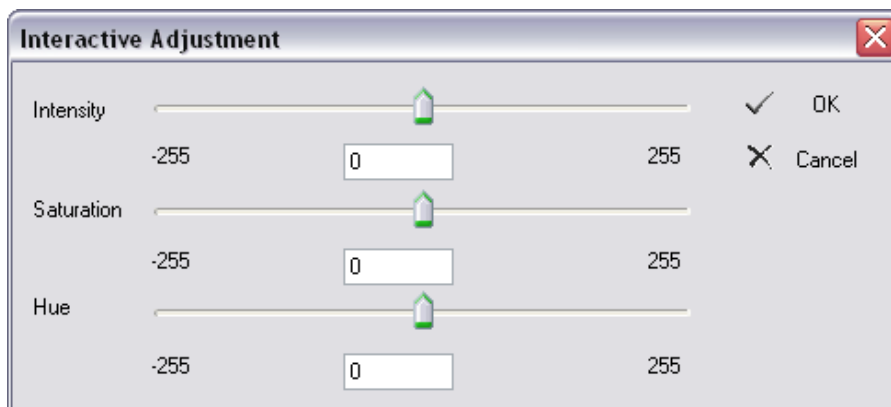 Interactive Adjustment
Intensity
OK
-255 0 255
Cancel
Saturation
-255 0 255
Hue
-255 0 255